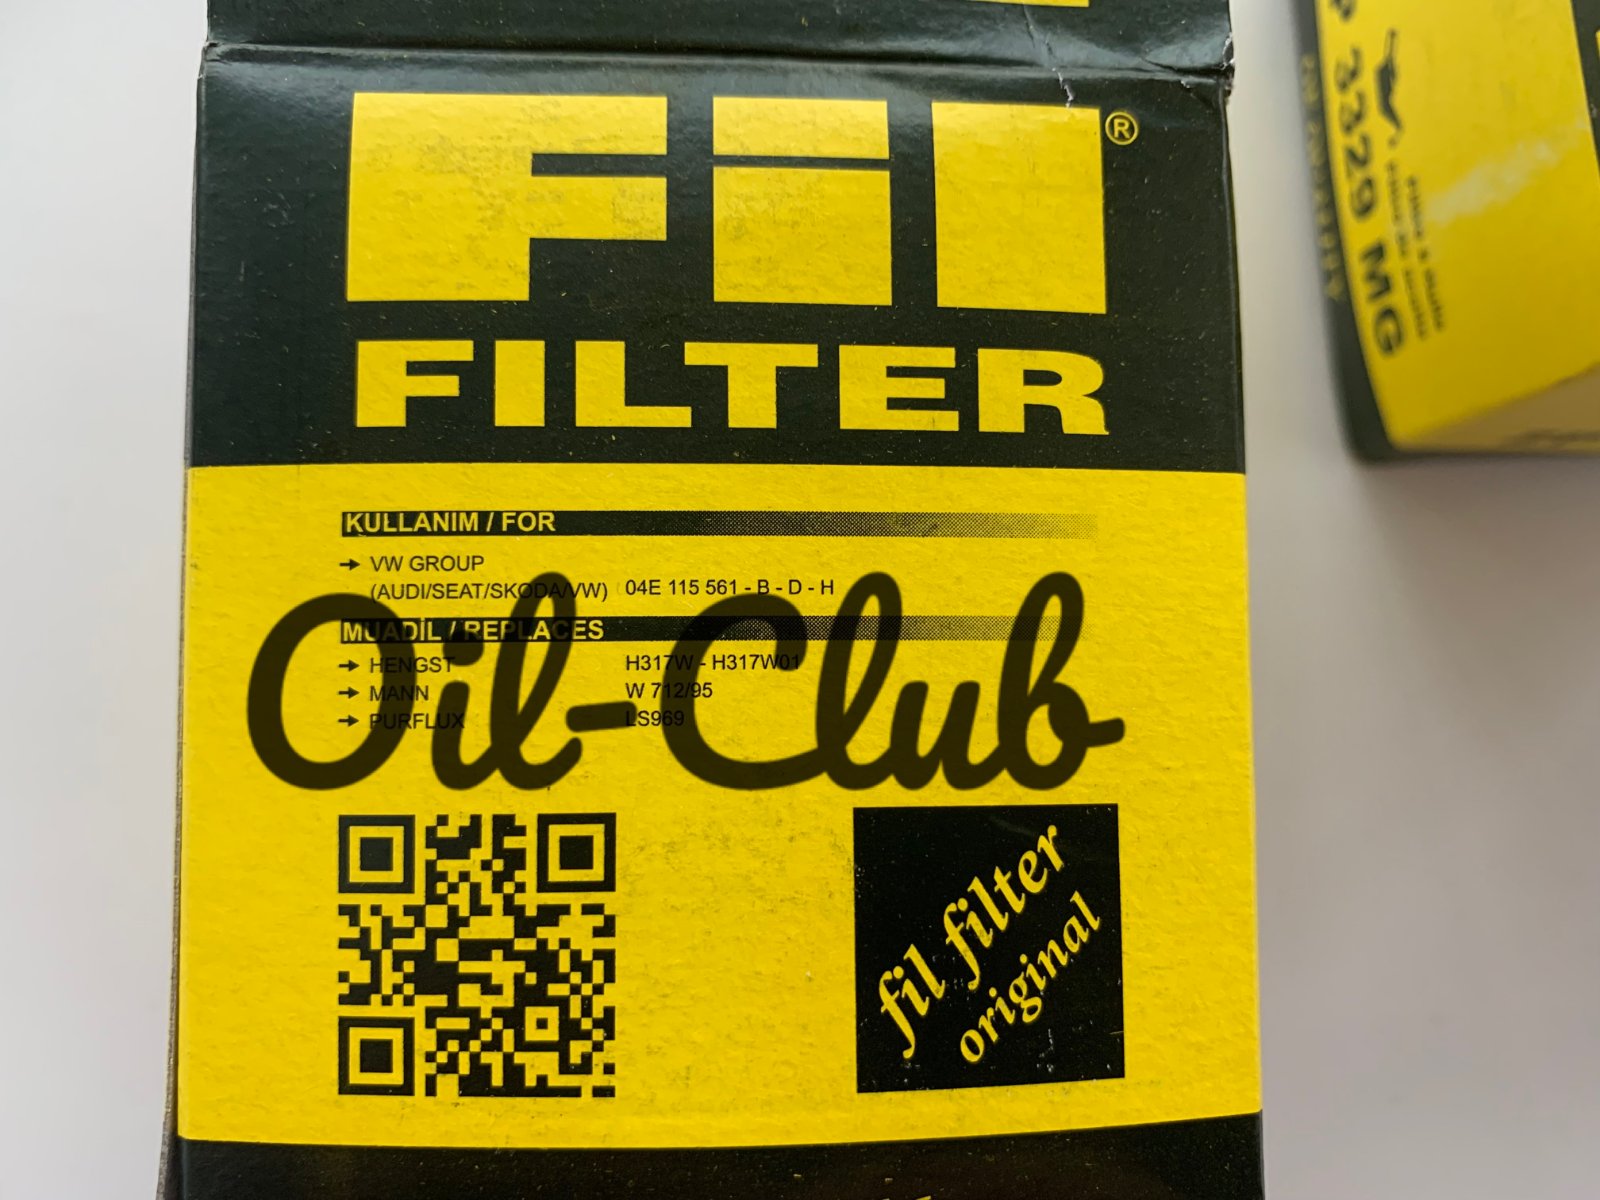 Fil®
FILTER
KULLANIM / FOR
→ VW GROUP
(AUDI/SEAT/SKODA/VW) 04E 115 561 - B - D - H
MUADİL / REPLACES
→ HENGST H317W - H317W01
→ MANN W 712/95
→ PURFLUX LS969
Oil-Club
fil filter
original
3329 MG